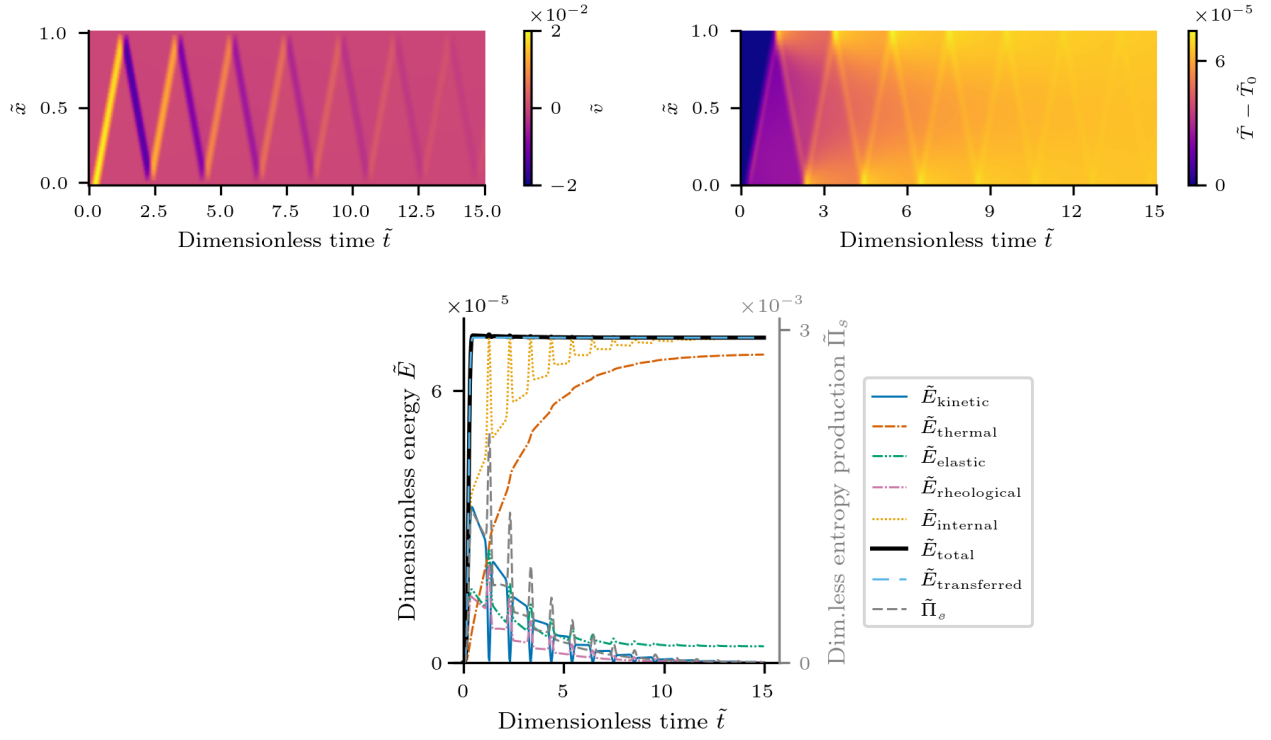 ×10⁻²
1.0
0.5
0.0
x̃
0.0 2.5 5.0 7.5 10.0 12.5 15.0
Dimensionless time t̃
2
0
−2
ṽ
×10⁻⁵
1.0
0.5
0.0
x̃
0 3 6 9 12 15
Dimensionless time t̃
6
0
T̃ − T̃₀
×10⁻⁵
×10⁻³
6
0
Dimensionless energy Ẽ
0 5 10 15
Dimensionless time t̃
3
0
Dim.less entropy production Π̃ₛ
Ẽkinetic
Ẽthermal
Ẽelastic
Ẽrheological
Ẽinternal
Ẽtotal
Ẽtransferred
Π̃ₛ